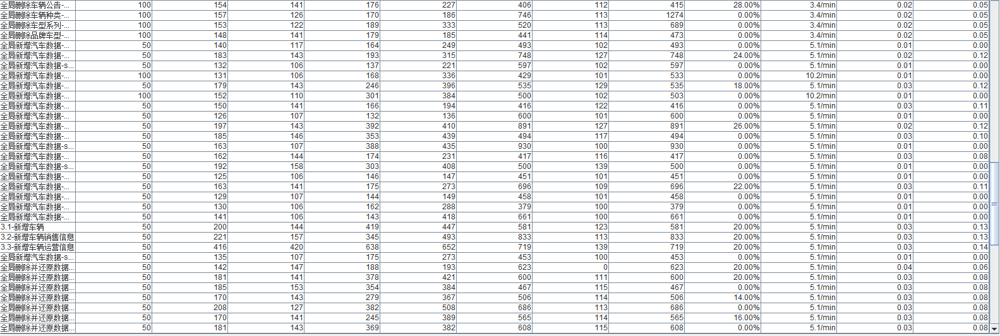 全局删除车辆公告-... 100 154 141 176 227 406 112 415 28.00% 3.4/min 0.02 0.05
全局删除车辆种类-... 100 157 126 170 186 746 113 1274 0.00% 3.4/min 0.02 0.05
全局删除车型系列-... 100 153 122 189 333 520 113 689 0.00% 3.4/min 0.02 0.05
全局删除品牌车型-... 100 148 141 179 185 441 114 473 0.00% 3.4/min 0.02 0.05
全局新增汽车数据-... 50 140 117 164 249 493 102 493 0.00% 5.1/min 0.01 0.00
全局新增汽车数据-... 50 183 143 193 315 748 127 748 24.00% 5.1/min 0.02 0.12
全局新增汽车数据-s... 50 132 106 137 221 597 102 597 0.00% 5.1/min 0.01 0.00
全局新增汽车数据-... 100 131 106 168 336 429 101 533 0.00% 10.2/min 0.01 0.00
全局新增汽车数据-... 50 179 143 246 396 535 129 535 18.00% 5.1/min 0.03 0.12
全局新增汽车数据-... 100 152 110 301 384 500 102 503 0.00% 10.2/min 0.01 0.00
全局新增汽车数据-... 50 150 141 166 194 416 122 416 0.00% 5.1/min 0.03 0.11
全局新增汽车数据-... 50 126 107 132 136 600 101 600 0.00% 5.1/min 0.01 0.00
全局新增汽车数据-... 50 197 143 392 410 891 127 891 26.00% 5.1/min 0.02 0.12
全局新增汽车数据-... 50 185 146 353 439 494 117 494 0.00% 5.1/min 0.03 0.10
全局新增汽车数据-s... 50 163 107 388 435 930 100 930 0.00% 5.1/min 0.01 0.00
全局新增汽车数据-... 50 162 144 174 231 417 116 417 0.00% 5.1/min 0.03 0.08
全局新增汽车数据-s... 50 192 158 303 408 500 139 500 0.00% 5.1/min 0.01 0.00
全局新增汽车数据-... 50 125 106 146 147 451 101 451 0.00% 5.1/min 0.01 0.00
全局新增汽车数据-... 50 163 141 175 273 696 109 696 22.00% 5.1/min 0.03 0.11
全局新增汽车数据-... 50 129 107 144 149 458 101 458 0.00% 5.1/min 0.01 0.00
全局新增汽车数据-... 50 130 106 162 288 379 100 379 0.00% 5.1/min 0.01 0.00
全局新增汽车数据-... 50 141 106 143 418 661 100 661 0.00% 5.1/min 0.01 0.00
3.1-新增车辆 50 200 144 419 447 581 123 581 20.00% 5.1/min 0.03 0.13
3.2-新增车辆销售信息 50 221 157 345 493 833 113 833 20.00% 5.1/min 0.03 0.13
3.3-新增车辆运营信息 50 416 420 638 652 719 139 719 20.00% 5.1/min 0.03 0.14
全局新增汽车数据-s... 50 135 107 175 273 453 100 453 0.00% 5.1/min 0.01 0.00
全局删除并还原数据... 50 142 147 188 193 623 0 623 20.00% 5.1/min 0.04 0.06
全局删除并还原数据... 50 181 141 378 421 600 111 600 20.00% 5.1/min 0.03 0.08
全局删除并还原数据... 50 185 153 354 384 467 115 467 0.00% 5.1/min 0.03 0.08
全局删除并还原数据... 50 170 143 279 367 506 114 506 14.00% 5.1/min 0.03 0.08
全局删除并还原数据... 50 208 127 382 508 686 113 686 0.00% 5.1/min 0.03 0.08
全局删除并还原数据... 50 170 141 245 389 565 114 565 16.00% 5.1/min 0.03 0.08
全局删除并还原数据... 50 181 143 369 382 608 115 608 0.00% 5.1/min 0.03 0.08